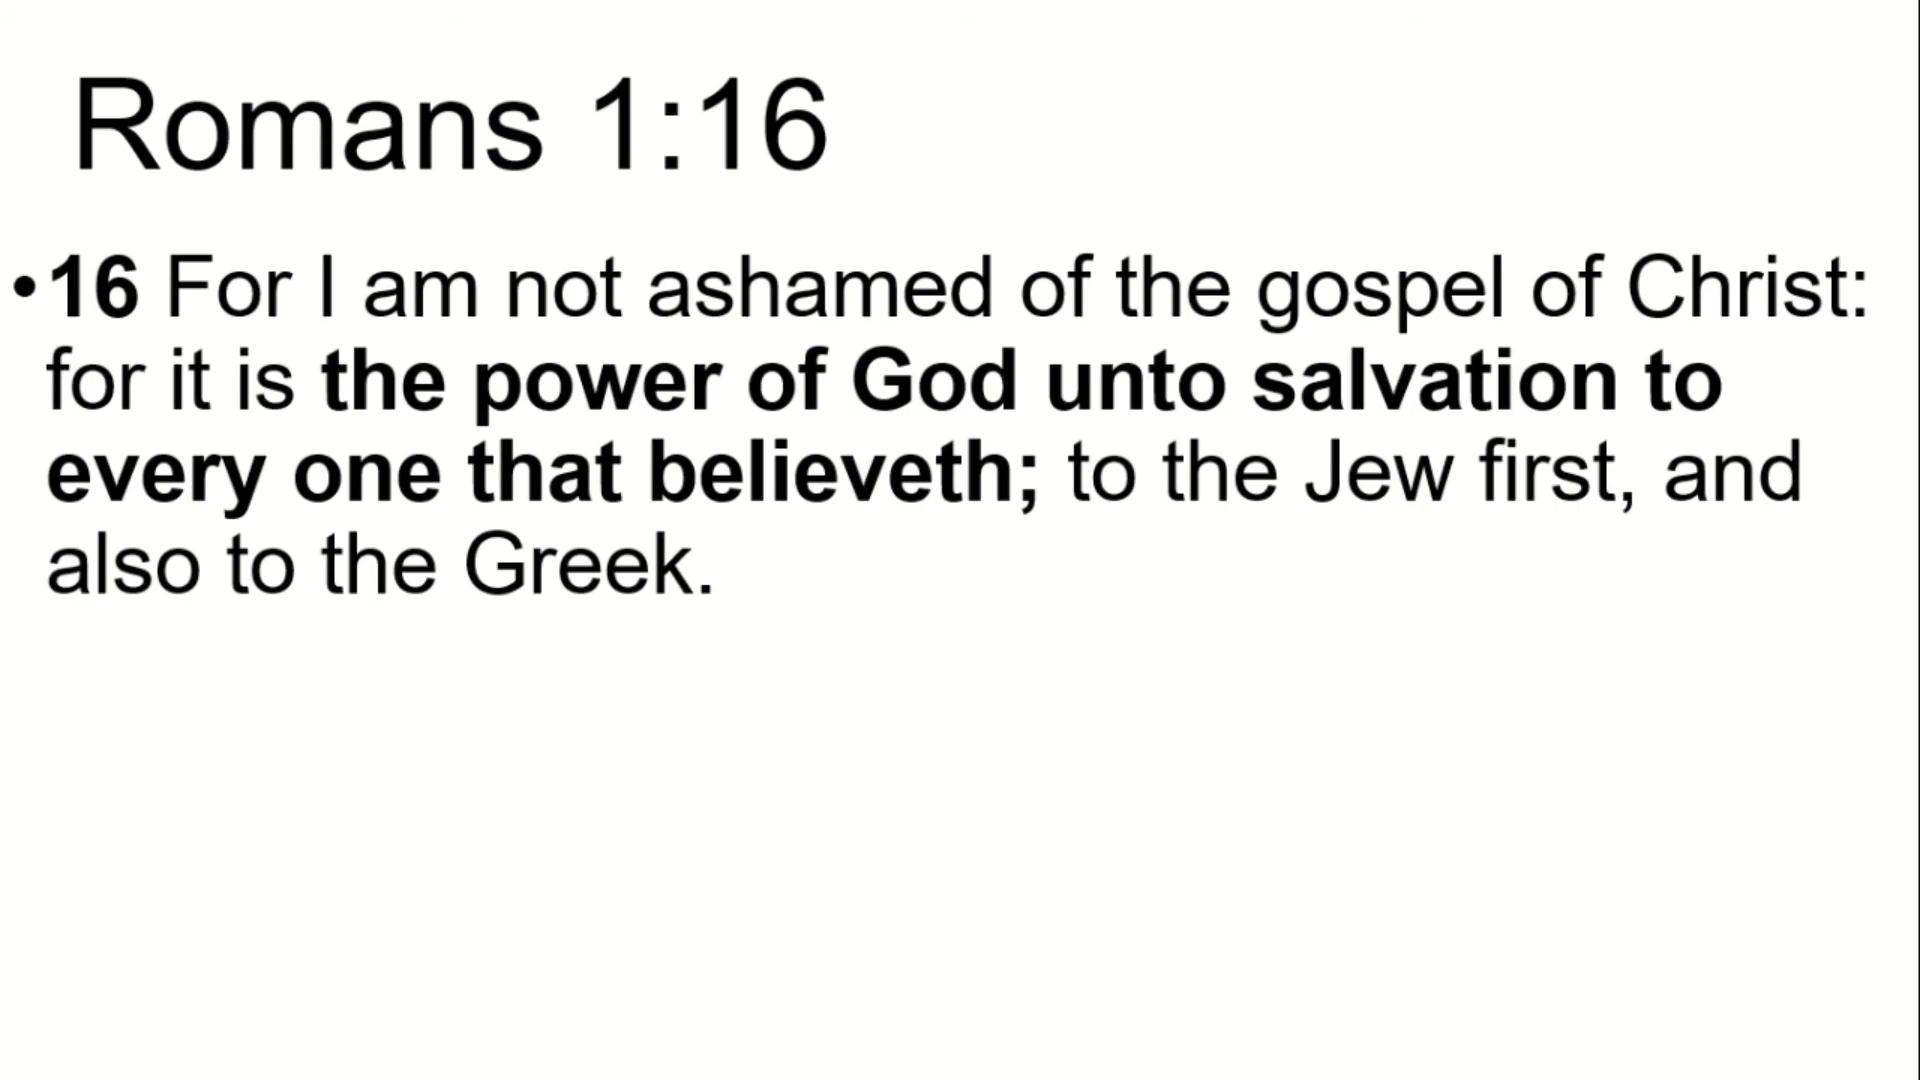 Romans 1:16
•16 For I am not ashamed of the gospel of Christ:
for it is the power of God unto salvation to
every one that believeth; to the Jew first, and
also to the Greek.